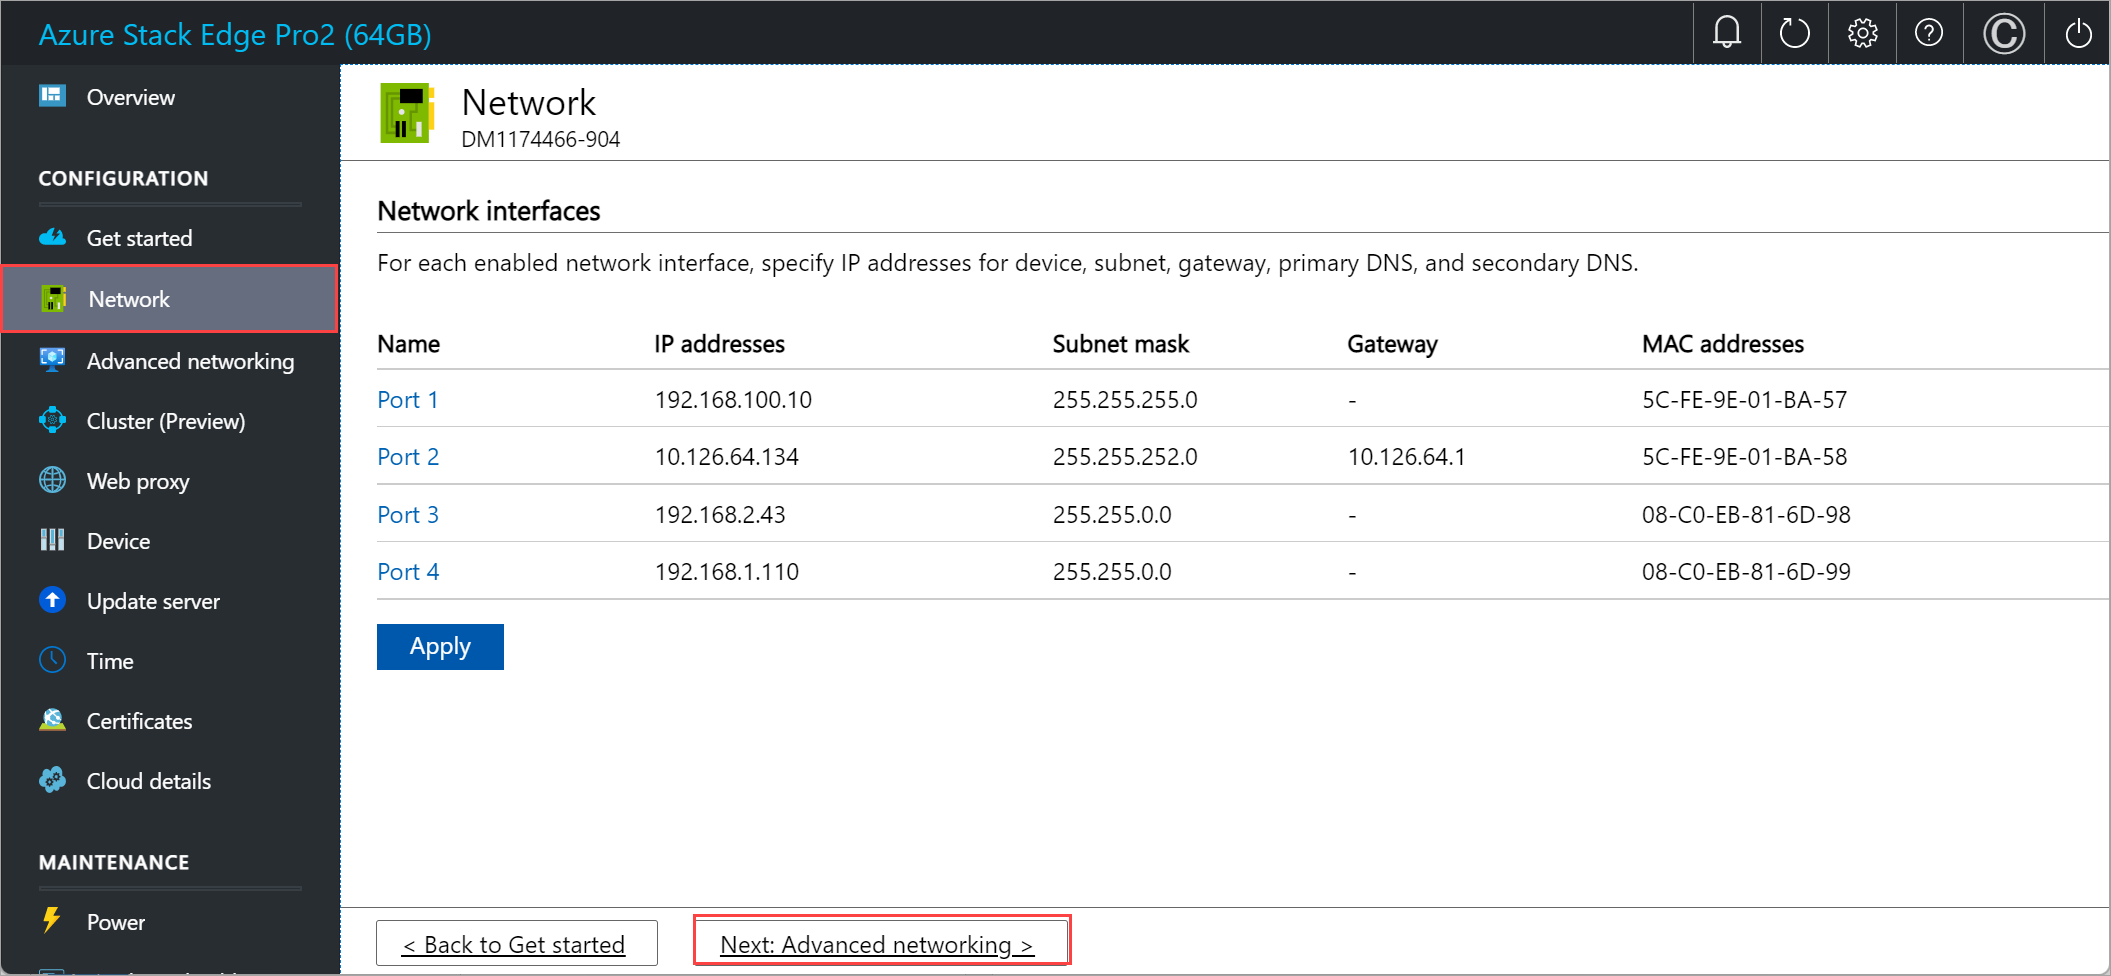 Azure Stack Edge Pro2 (64GB)
Overview
CONFIGURATION
Get started
Network
Advanced networking
Cluster (Preview)
Web proxy
Device
Update server
Time
Certificates
Cloud details
MAINTENANCE
Power
Network
DM1174466-904
Network interfaces
For each enabled network interface, specify IP addresses for device, subnet, gateway, primary DNS, and secondary DNS.
Name IP addresses Subnet mask Gateway MAC addresses
Port 1 192.168.100.10 255.255.255.0 - 5C-FE-9E-01-BA-57
Port 2 10.126.64.134 255.255.252.0 10.126.64.1 5C-FE-9E-01-BA-58
Port 3 192.168.2.43 255.255.0.0 - 08-C0-EB-81-6D-98
Port 4 192.168.1.110 255.255.0.0 - 08-C0-EB-81-6D-99
Apply
< Back to Get started
Next: Advanced networking >